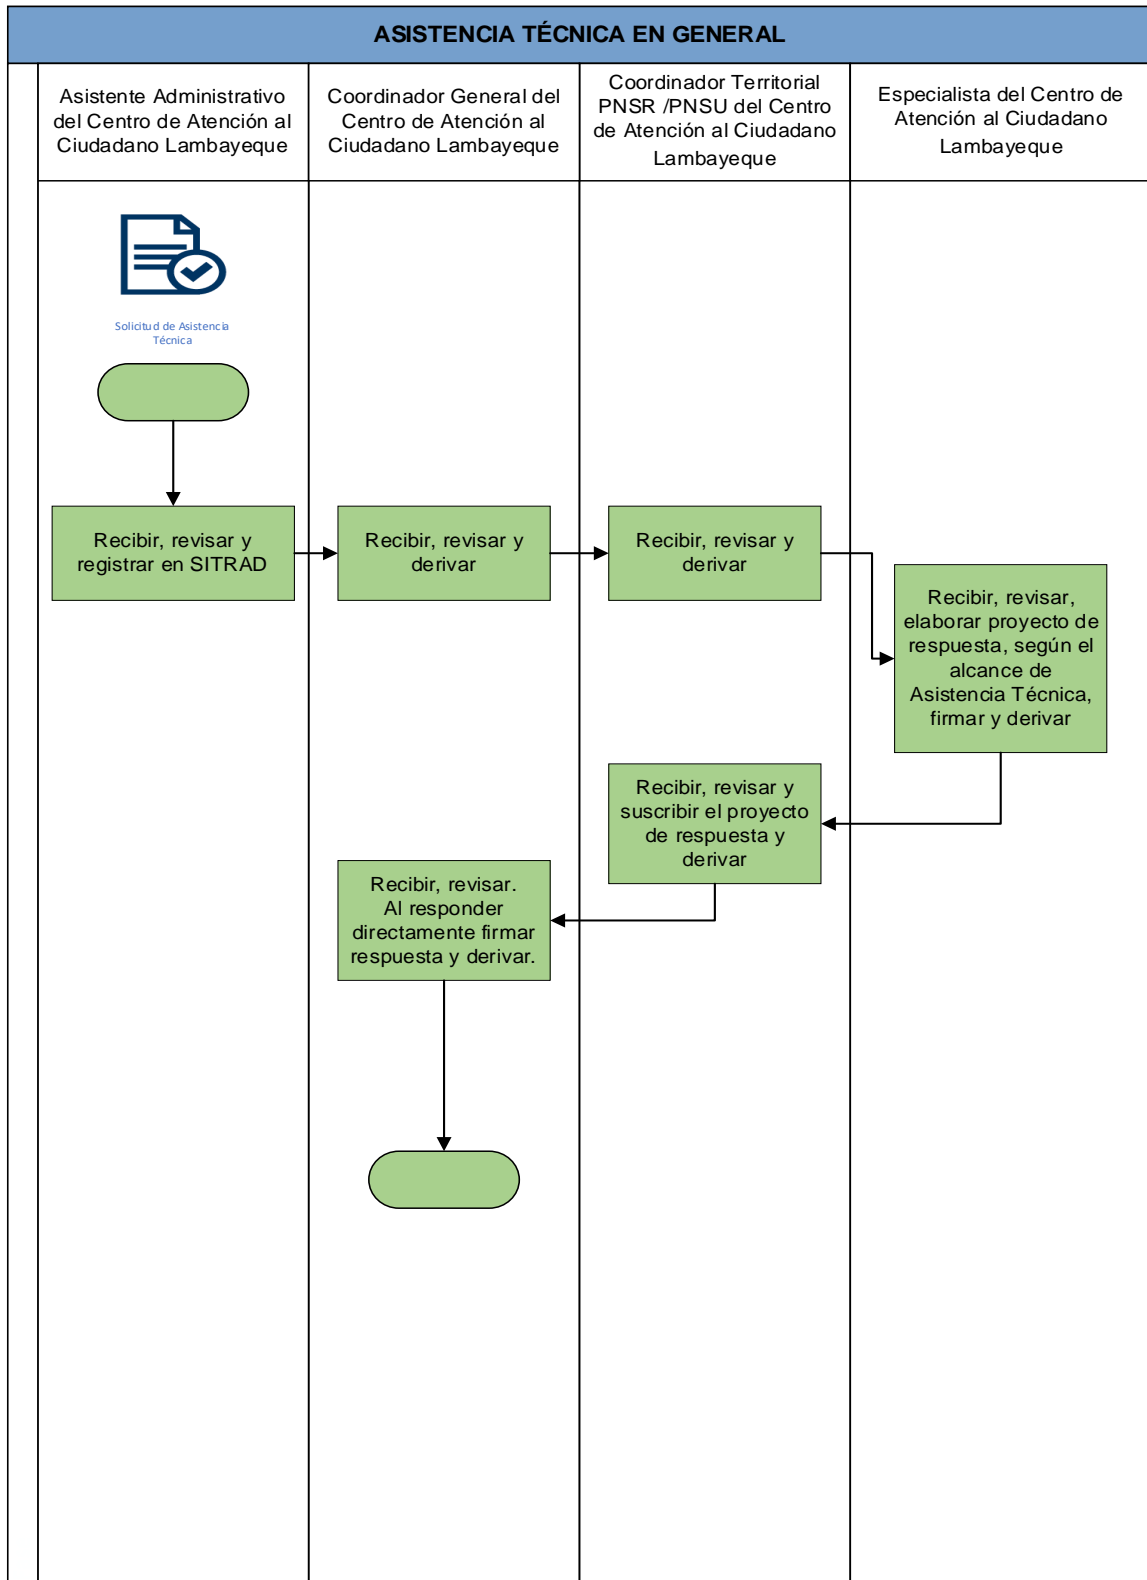 ASISTENCIA TÉCNICA EN GENERAL
Asistente Administrativo
del Centro de Atención al
Ciudadano Lambayeque
Coordinador General del
Centro de Atención al
Ciudadano Lambayeque
Coordinador Territorial
PNSR /PNSU del Centro
de Atención al Ciudadano
Lambayeque
Especialista del Centro de
Atención al Ciudadano
Lambayeque
Solicitud de Asistencia
Técnica
Recibir, revisar y
registrar en SITRAD
Recibir, revisar y
derivar
Recibir, revisar y
derivar
Recibir, revisar,
elaborar proyecto de
respuesta, según el
alcance de
Asistencia Técnica,
firmar y derivar
Recibir, revisar y
suscribir el proyecto
de respuesta y
derivar
Recibir, revisar.
Al responder
directamente firmar
respuesta y derivar.